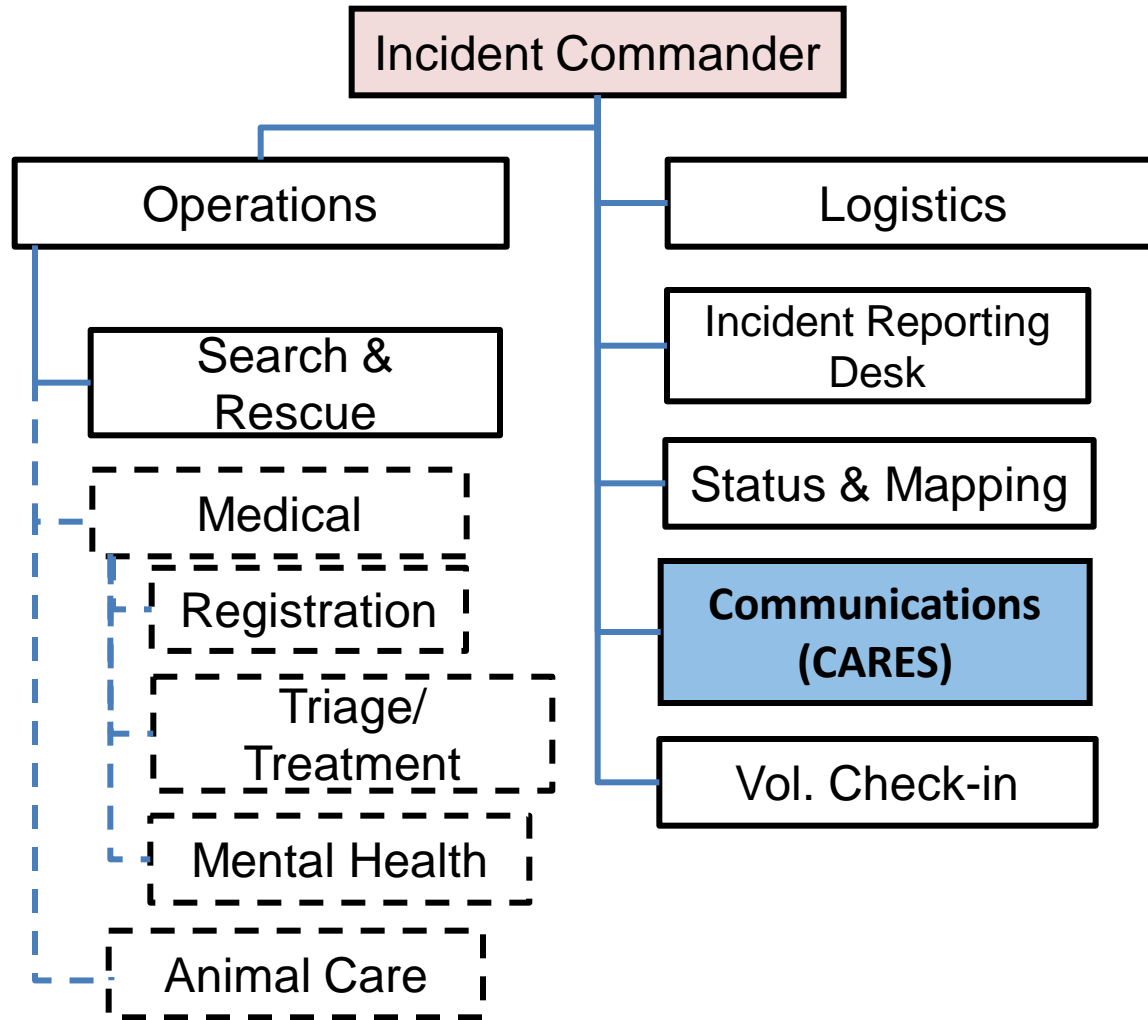 Incident Commander
Operations
Search &
Rescue
Medical
Registration
Triage/
Treatment
Mental Health
Animal Care
Logistics
Incident Reporting
Desk
Status & Mapping
Communications
(CARES)
Vol. Check-in